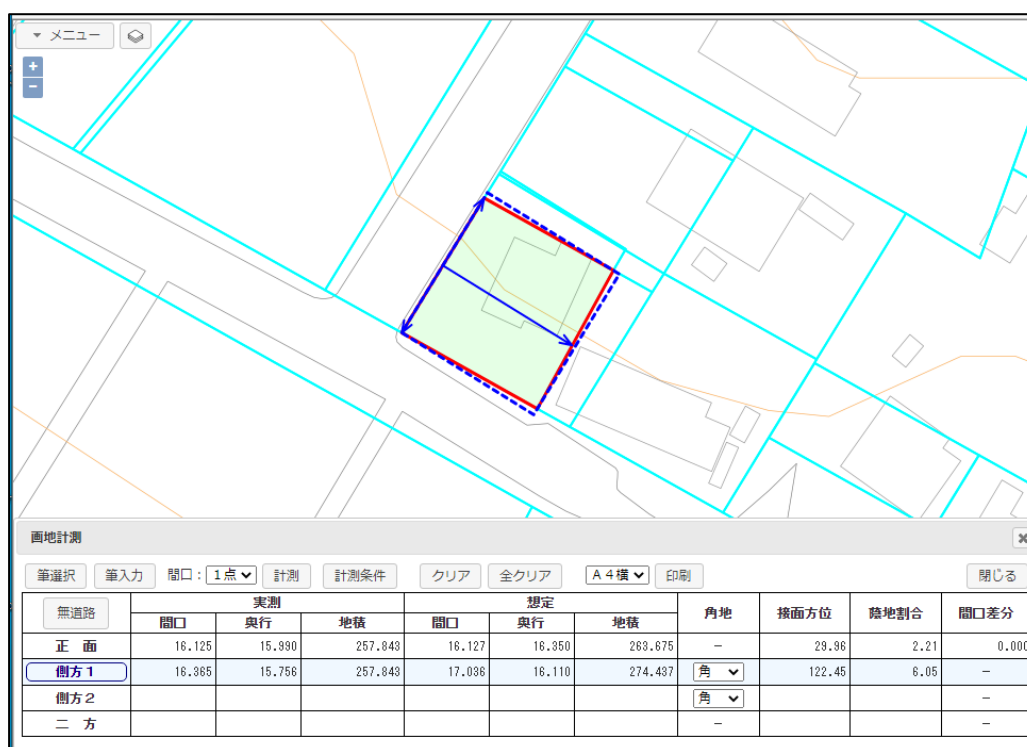 ▼ メニュー
+
−
画地計測
筆選択 筆入力 間口： 1点 計測 計測条件 クリア 全クリア A4横 印刷 閉じる
無道路 実測 想定 角地 接面方位 蔭地割合 間口差分
間口 奥行 地積 間口 奥行 地積
正 面 16.125 15.990 257.843 16.127 16.350 263.675 − 29.96 2.21 0.000
側方1 16.365 15.756 257.843 17.036 16.110 274.437 角 122.45 6.05 −
側方2 角 −
二 方 − −